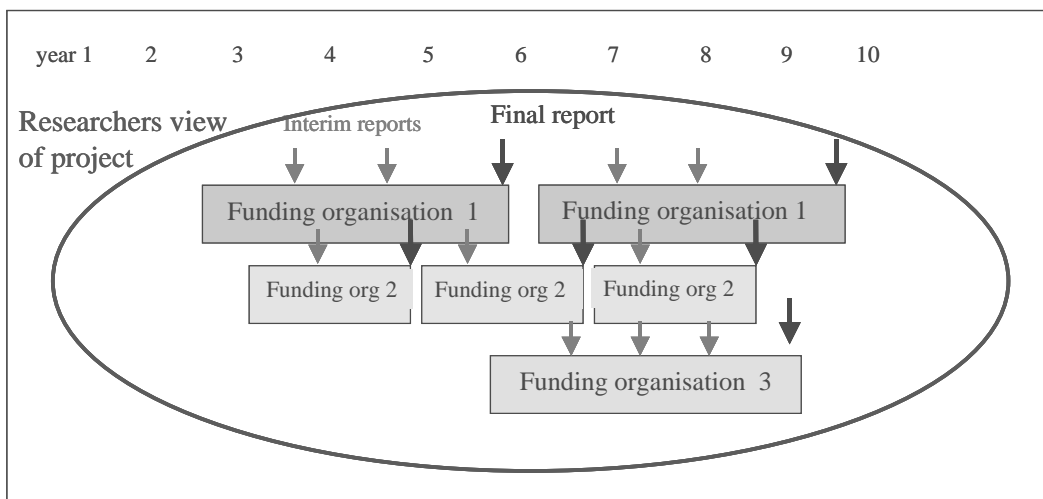 year 1 2 3 4 5 6 7 8 9 10
Researchers view
of project
Interim reports
Final report
Funding organisation 1
Funding organisation 1
Funding org 2
Funding org 2
Funding org 2
Funding organisation 3